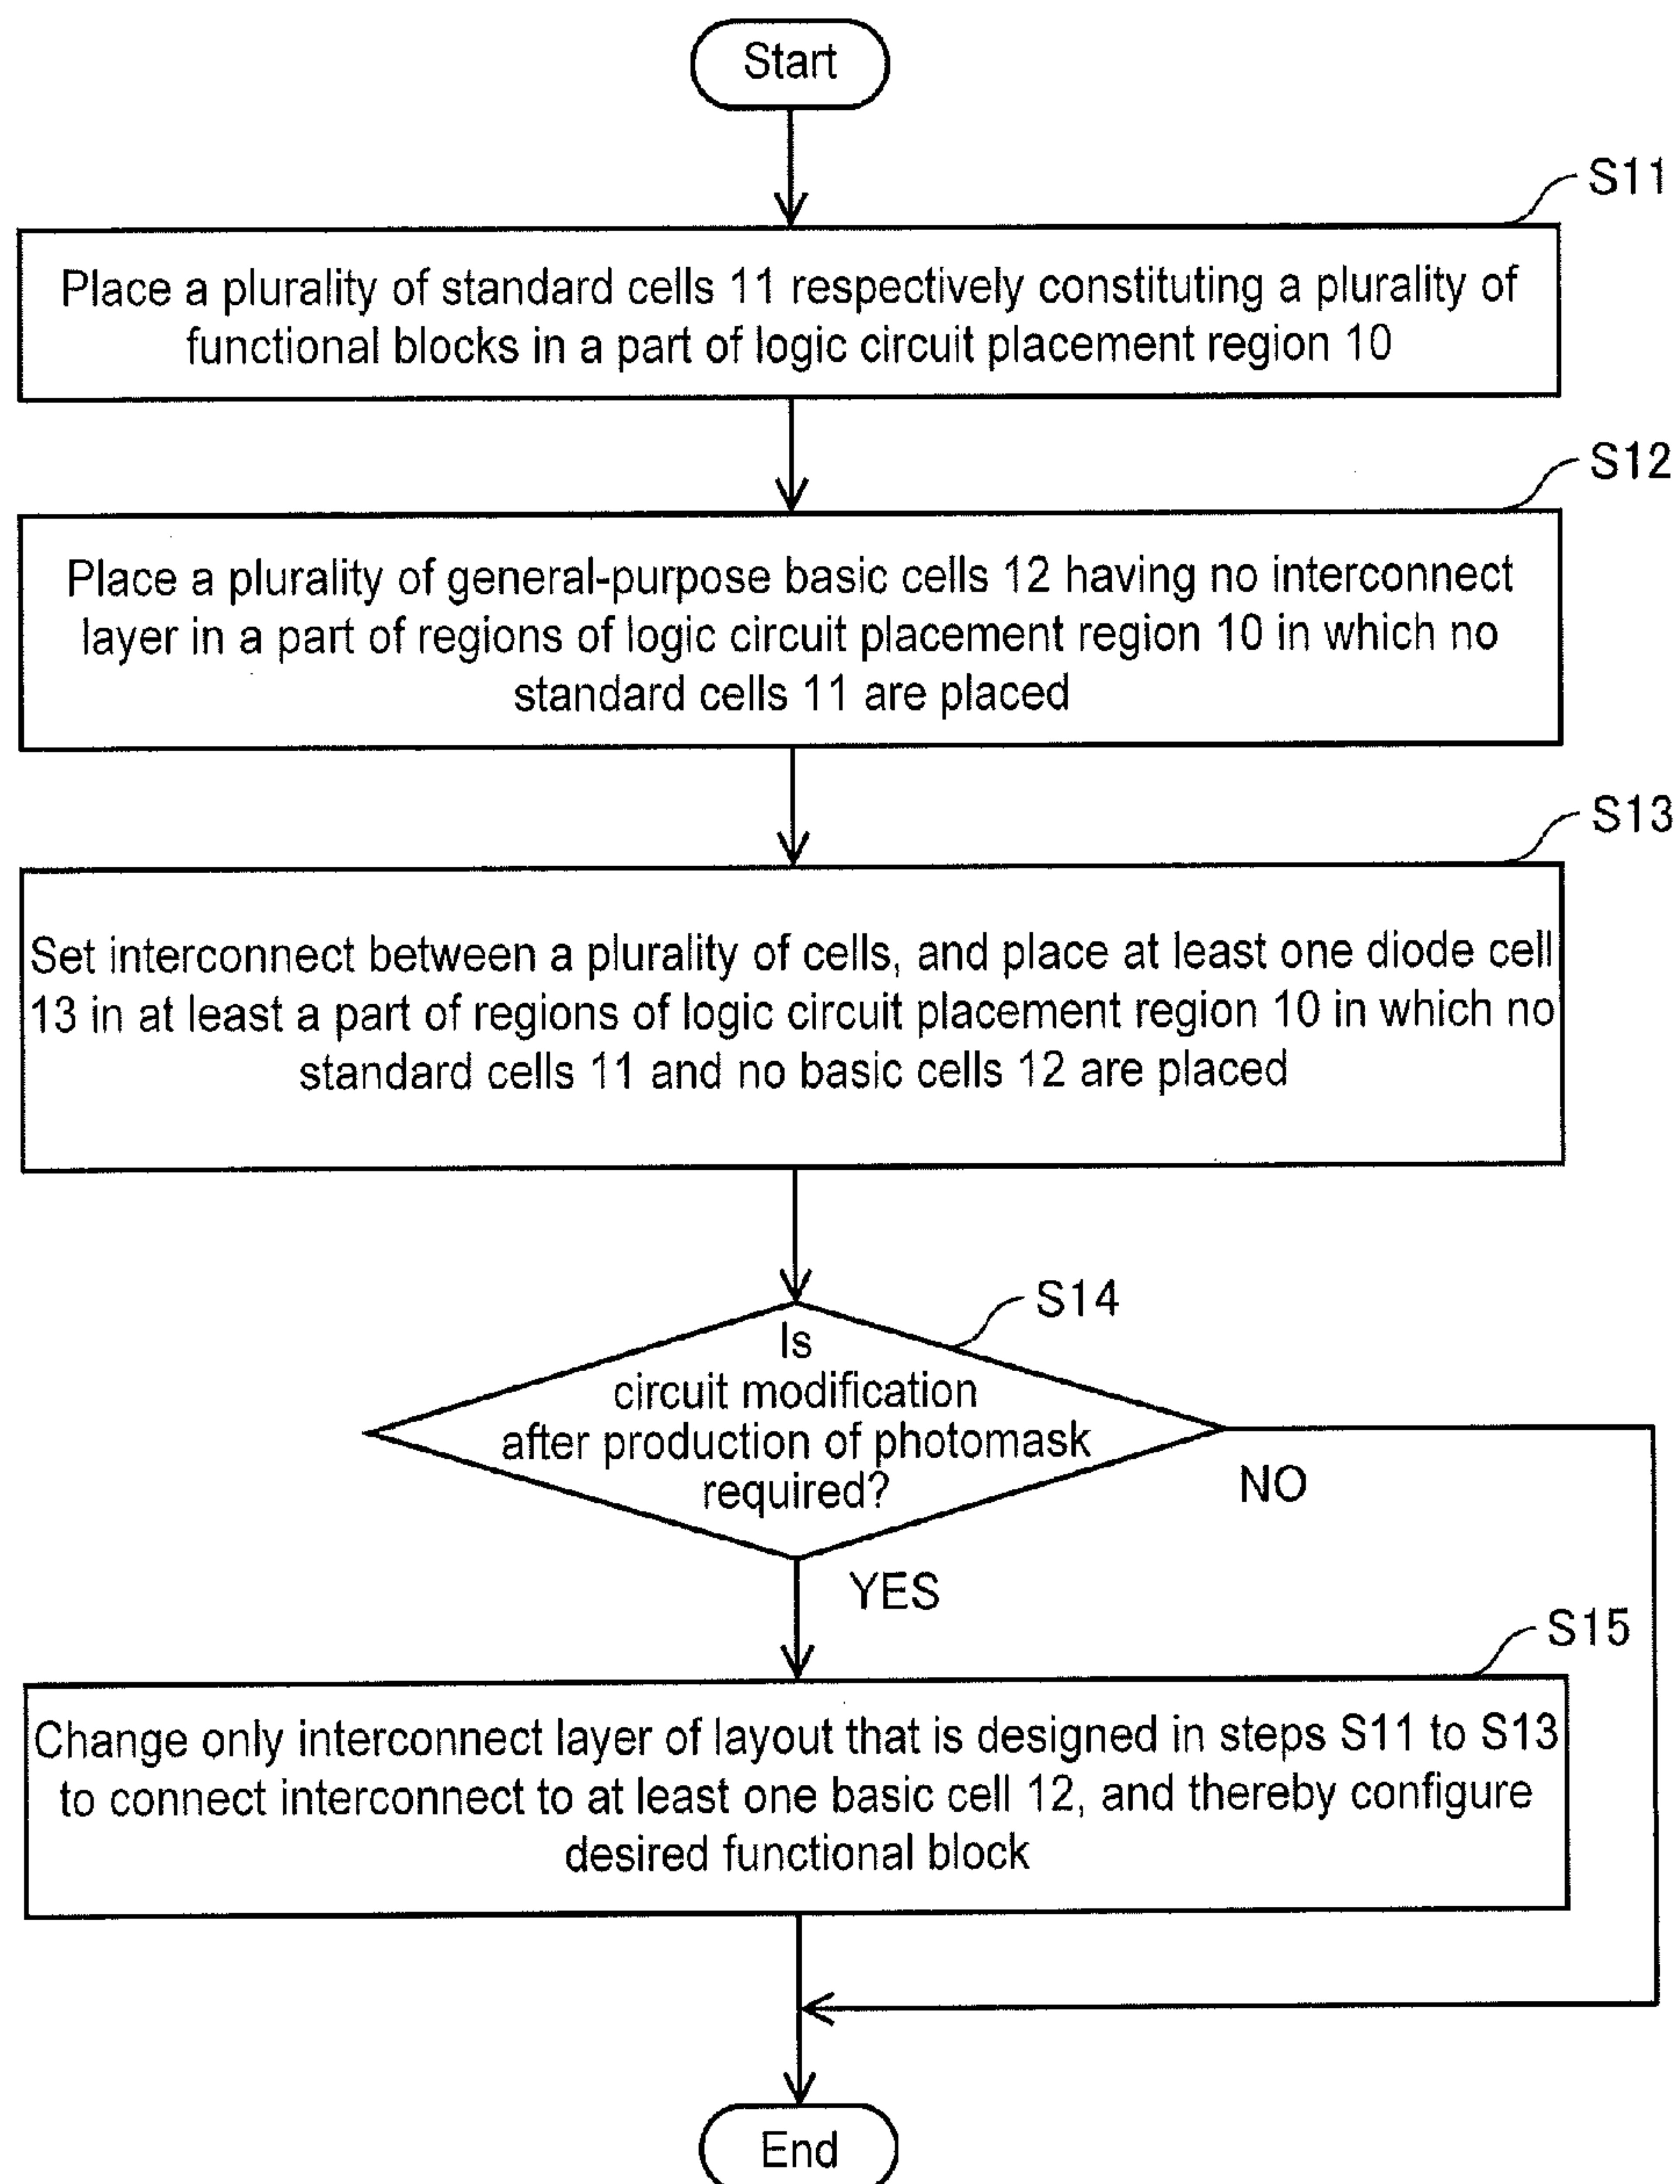 Start
S11
Place a plurality of standard cells 11 respectively constituting a plurality of
functional blocks in a part of logic circuit placement region 10
S12
Place a plurality of general-purpose basic cells 12 having no interconnect
layer in a part of regions of logic circuit placement region 10 in which no
standard cells 11 are placed
S13
Set interconnect between a plurality of cells, and place at least one diode cell
13 in at least a part of regions of logic circuit placement region 10 in which no
standard cells 11 and no basic cells 12 are placed
S14
Is
circuit modification
after production of photomask
required?
NO
YES
S15
Change only interconnect layer of layout that is designed in steps S11 to S13
to connect interconnect to at least one basic cell 12, and thereby configure
desired functional block
End